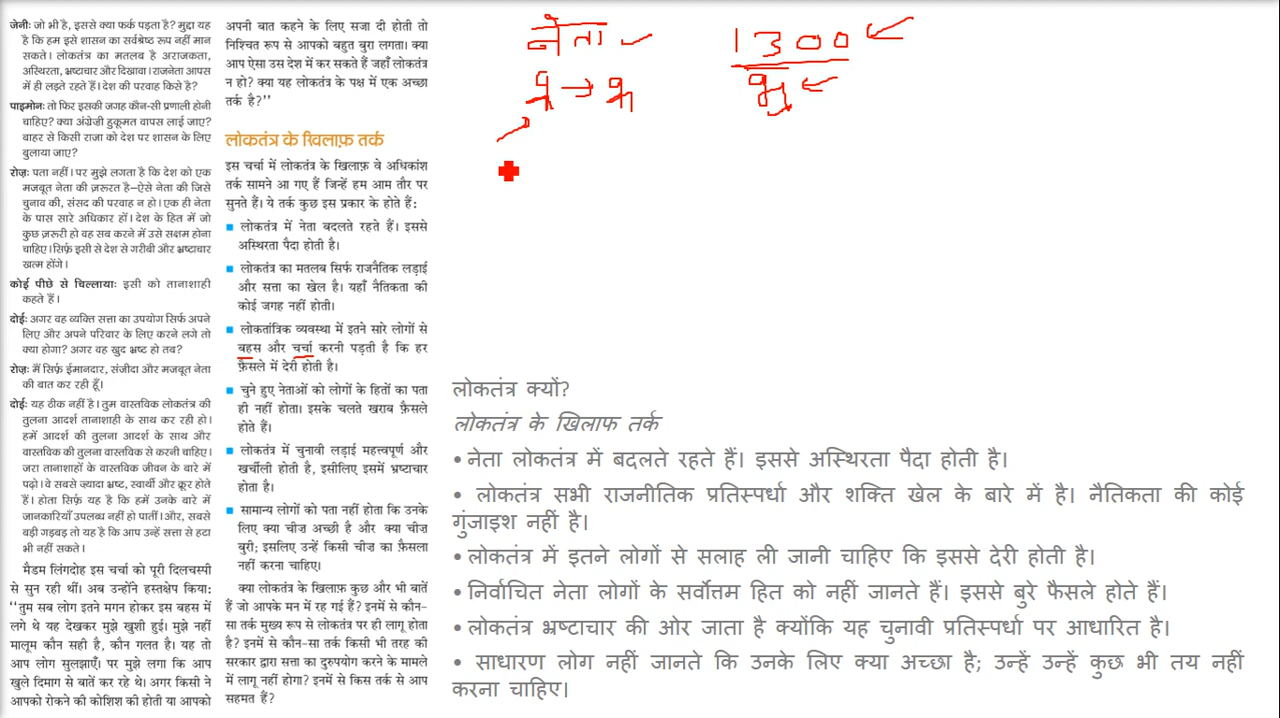 जेनी: जो भी है, इससे क्या फर्क पड़ता है? मुद्दा यह
है कि हम इसे शासन का सर्वश्रेष्ठ रूप नहीं मान
सकते। लोकतंत्र का मतलब है अराजकता,
अस्थिरता, भ्रष्टाचार और दिखावा। राजनेता आपस
में ही लड़ते रहते हैं। देश की परवाह किसे है?
पाइमोन: तो फिर इसकी जगह कौन-सी प्रणाली होनी
चाहिए? क्या अंग्रेज़ी हुकूमत वापस लाई जाए?
बाहर से किसी राजा को देश पर शासन के लिए
बुलाया जाए?
रोज़: पता नहीं। पर मुझे लगता है कि देश को एक
मजबूत नेता की ज़रूरत है–ऐसे नेता की जिसे
चुनाव की, संसद की परवाह न हो। एक ही नेता
के पास सारे अधिकार हों। देश के हित में जो
कुछ ज़रूरी हो वह सब करने में उसे सक्षम होना
चाहिए। सिर्फ़ इसी से देश से गरीबी और भ्रष्टाचार
खत्म होंगे।
कोई पीछे से चिल्लाया: इसी को तानाशाही
कहते हैं।
दोई: अगर वह व्यक्ति सत्ता का उपयोग सिर्फ अपने
लिए और अपने परिवार के लिए करने लगे तो
क्या होगा? अगर वह खुद भ्रष्ट हो तब?
रोज़: मैं सिर्फ़ ईमानदार, संजीदा और मजबूत नेता
की बात कर रही हूँ।
दोई: यह ठीक नहीं है। तुम वास्तविक लोकतंत्र की
तुलना आदर्श तानाशाही के साथ कर रही हो।
हमें आदर्श की तुलना आदर्श के साथ और
वास्तविक की तुलना वास्तविक से करनी चाहिए।
जरा तानाशाहों के वास्तविक जीवन के बारे में
पढ़ो। वे सबसे ज्यादा भ्रष्ट, स्वार्थी और क्रूर होते
हैं। होता सिर्फ़ यह है कि हमें उनके बारे में
जानकारियाँ उपलब्ध नहीं हो पातीं। और, सबसे
बड़ी गड़बड़ तो यह है कि आप उन्हें सत्ता से हटा
भी नहीं सकते।
मैडम लिंगदोह इस चर्चा को पूरी दिलचस्पी
से सुन रही थीं। अब उन्होंने हस्तक्षेप किया:
‘‘तुम सब लोग इतने मगन होकर इस बहस में
लगे थे यह देखकर मुझे खुशी हुई। मुझे नहीं
मालूम कौन सही है, कौन गलत है। यह तो
आप लोग सुलझाएँ। पर मुझे लगा कि आप
खुले दिमाग से बातें कर रहे थे। अगर किसी ने
आपको रोकने की कोशिश की होती या आपको
अपनी बात कहने के लिए सजा दी होती तो
निश्चित रूप से आपको बहुत बुरा लगता। क्या
आप ऐसा उस देश में कर सकते हैं जहाँ लोकतंत्र
न हो? क्या यह लोकतंत्र के पक्ष में एक अच्छा
तर्क है?’’
लोकतंत्र के खिलाफ़ तर्क
इस चर्चा में लोकतंत्र के खिलाफ़ वे अधिकांश
तर्क सामने आ गए हैं जिन्हें हम आम तौर पर
सुनते हैं। ये तर्क कुछ इस प्रकार के होते हैं:
■ लोकतंत्र में नेता बदलते रहते हैं। इससे
अस्थिरता पैदा होती है।
■ लोकतंत्र का मतलब सिर्फ राजनैतिक लड़ाई
और सत्ता का खेल है। यहाँ नैतिकता की
कोई जगह नहीं होती।
■ लोकतांत्रिक व्यवस्था में इतने सारे लोगों से
बहस और चर्चा करनी पड़ती है कि हर
फ़ैसले में देरी होती है।
■ चुने हुए नेताओं को लोगों के हितों का पता
ही नहीं होता। इसके चलते खराब फ़ैसले
होते हैं।
■ लोकतंत्र में चुनावी लड़ाई महत्त्वपूर्ण और
खर्चीली होती है, इसीलिए इसमें भ्रष्टाचार
होता है।
■ सामान्य लोगों को पता नहीं होता कि उनके
लिए क्या चीज़ अच्छी है और क्या चीज़
बुरी; इसलिए उन्हें किसी चीज का फ़ैसला
नहीं करना चाहिए।
क्या लोकतंत्र के खिलाफ़ कुछ और भी बातें
हैं जो आपके मन में रह गई हैं? इनमें से कौन-
सा तर्क मुख्य रूप से लोकतंत्र पर ही लागू होता
है? इनमें से कौन-सा तर्क किसी भी तरह की
सरकार द्वारा सत्ता का दुरुपयोग करने के मामले
में लागू नहीं होगा? इनमें से किस तर्क से आप
सहमत हैं?
नेता
1300
लोकतंत्र क्यों?
लोकतंत्र के खिलाफ तर्क
• नेता लोकतंत्र में बदलते रहते हैं। इससे अस्थिरता पैदा होती है।
• लोकतंत्र सभी राजनीतिक प्रतिस्पर्धा और शक्ति खेल के बारे में है। नैतिकता की कोई
गुंजाइश नहीं है।
• लोकतंत्र में इतने लोगों से सलाह ली जानी चाहिए कि इससे देरी होती है।
• निर्वाचित नेता लोगों के सर्वोत्तम हित को नहीं जानते हैं। इससे बुरे फैसले होते हैं।
• लोकतंत्र भ्रष्टाचार की ओर जाता है क्योंकि यह चुनावी प्रतिस्पर्धा पर आधारित है।
• साधारण लोग नहीं जानते कि उनके लिए क्या अच्छा है; उन्हें उन्हें कुछ भी तय नहीं
करना चाहिए।